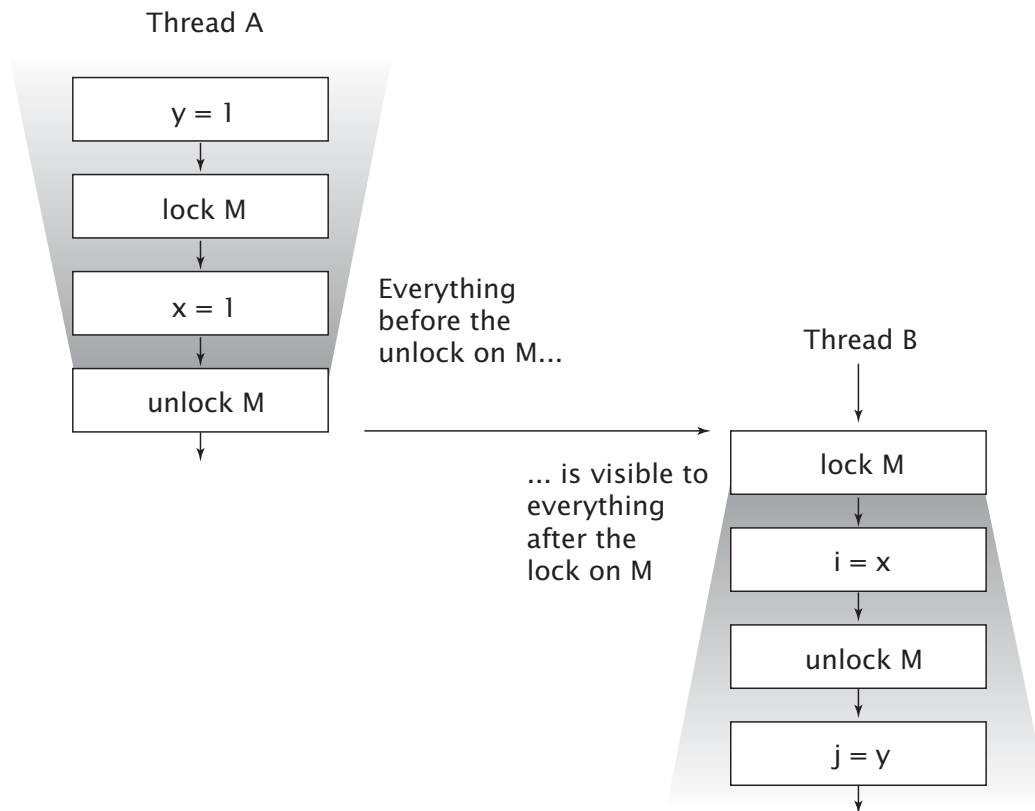 Thread A
y = 1
lock M
x = 1
unlock M
Everything
before the
unlock on M...
... is visible to
everything
after the
lock on M
Thread B
lock M
i = x
unlock M
j = y